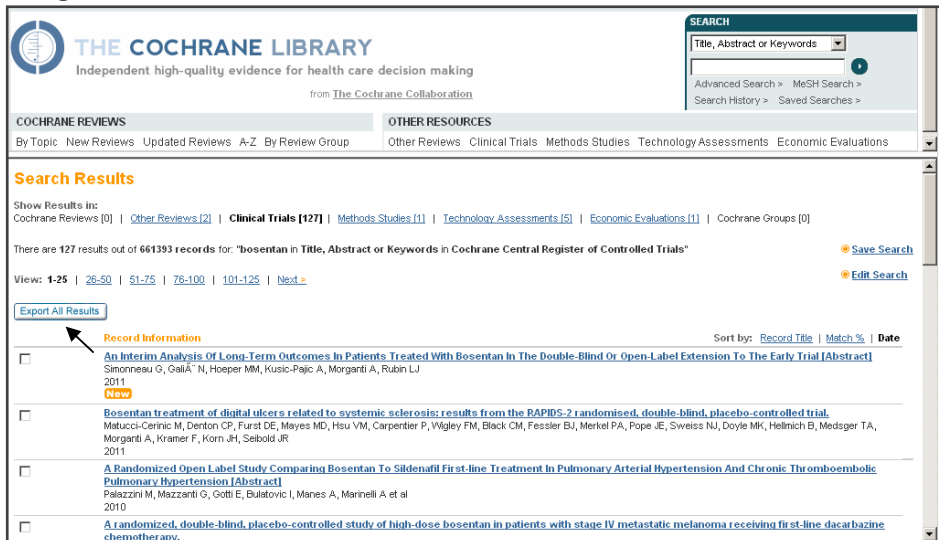 THE COCHRANE LIBRARY
Independent high-quality evidence for health care decision making
from The Cochrane Collaboration
SEARCH
Title, Abstract or Keywords
Advanced Search > MeSH Search >
Search History > Saved Searches >
COCHRANE REVIEWS
By Topic New Reviews Updated Reviews A-Z By Review Group
OTHER RESOURCES
Other Reviews Clinical Trials Methods Studies Technology Assessments Economic Evaluations
Search Results
Show Results in:
Cochrane Reviews [0] | Other Reviews [2] | Clinical Trials [127] | Methods Studies [1] | Technology Assessments [5] | Economic Evaluations [1] | Cochrane Groups [0]
There are 127 results out of 661393 records for: "bosentan in Title, Abstract or Keywords in Cochrane Central Register of Controlled Trials"
Save Search
View: 1-25 | 26-50 | 51-75 | 76-100 | 101-125 | Next >
Edit Search
Export All Results
Record Information
Sort by: Record Title | Match % | Date
An Interim Analysis Of Long-Term Outcomes In Patients Treated With Bosentan In The Double-Blind Or Open-Label Extension To The Early Trial [Abstract]
Simonneau G, GaliÃ¨ N, Hoeper MM, Kusic-Pajic A, Morganti A, Rubin LJ
2011
New
Bosentan treatment of digital ulcers related to systemic sclerosis: results from the RAPIDS-2 randomised, double-blind, placebo-controlled trial.
Matucci-Cerinic M, Denton CP, Furst DE, Mayes MD, Hsu VM, Carpentier P, Wigley FM, Black CM, Fessler BJ, Merkel PA, Pope JE, Sweiss NJ, Doyle MK, Hellmich B, Medsger TA,
Morganti A, Kramer F, Korn JH, Seibold JR
2011
A Randomized Open Label Study Comparing Bosentan To Sildenafil First-line Treatment In Pulmonary Arterial Hypertension And Chronic Thromboembolic
Pulmonary Hypertension [Abstract]
Palazzini M, Mazzanti G, Gotti E, Bulatovic I, Manes A, Marinelli A et al
2010
A randomized, double-blind, placebo-controlled study of high-dose bosentan in patients with stage IV metastatic melanoma receiving first-line dacarbazine
chemotherapy.